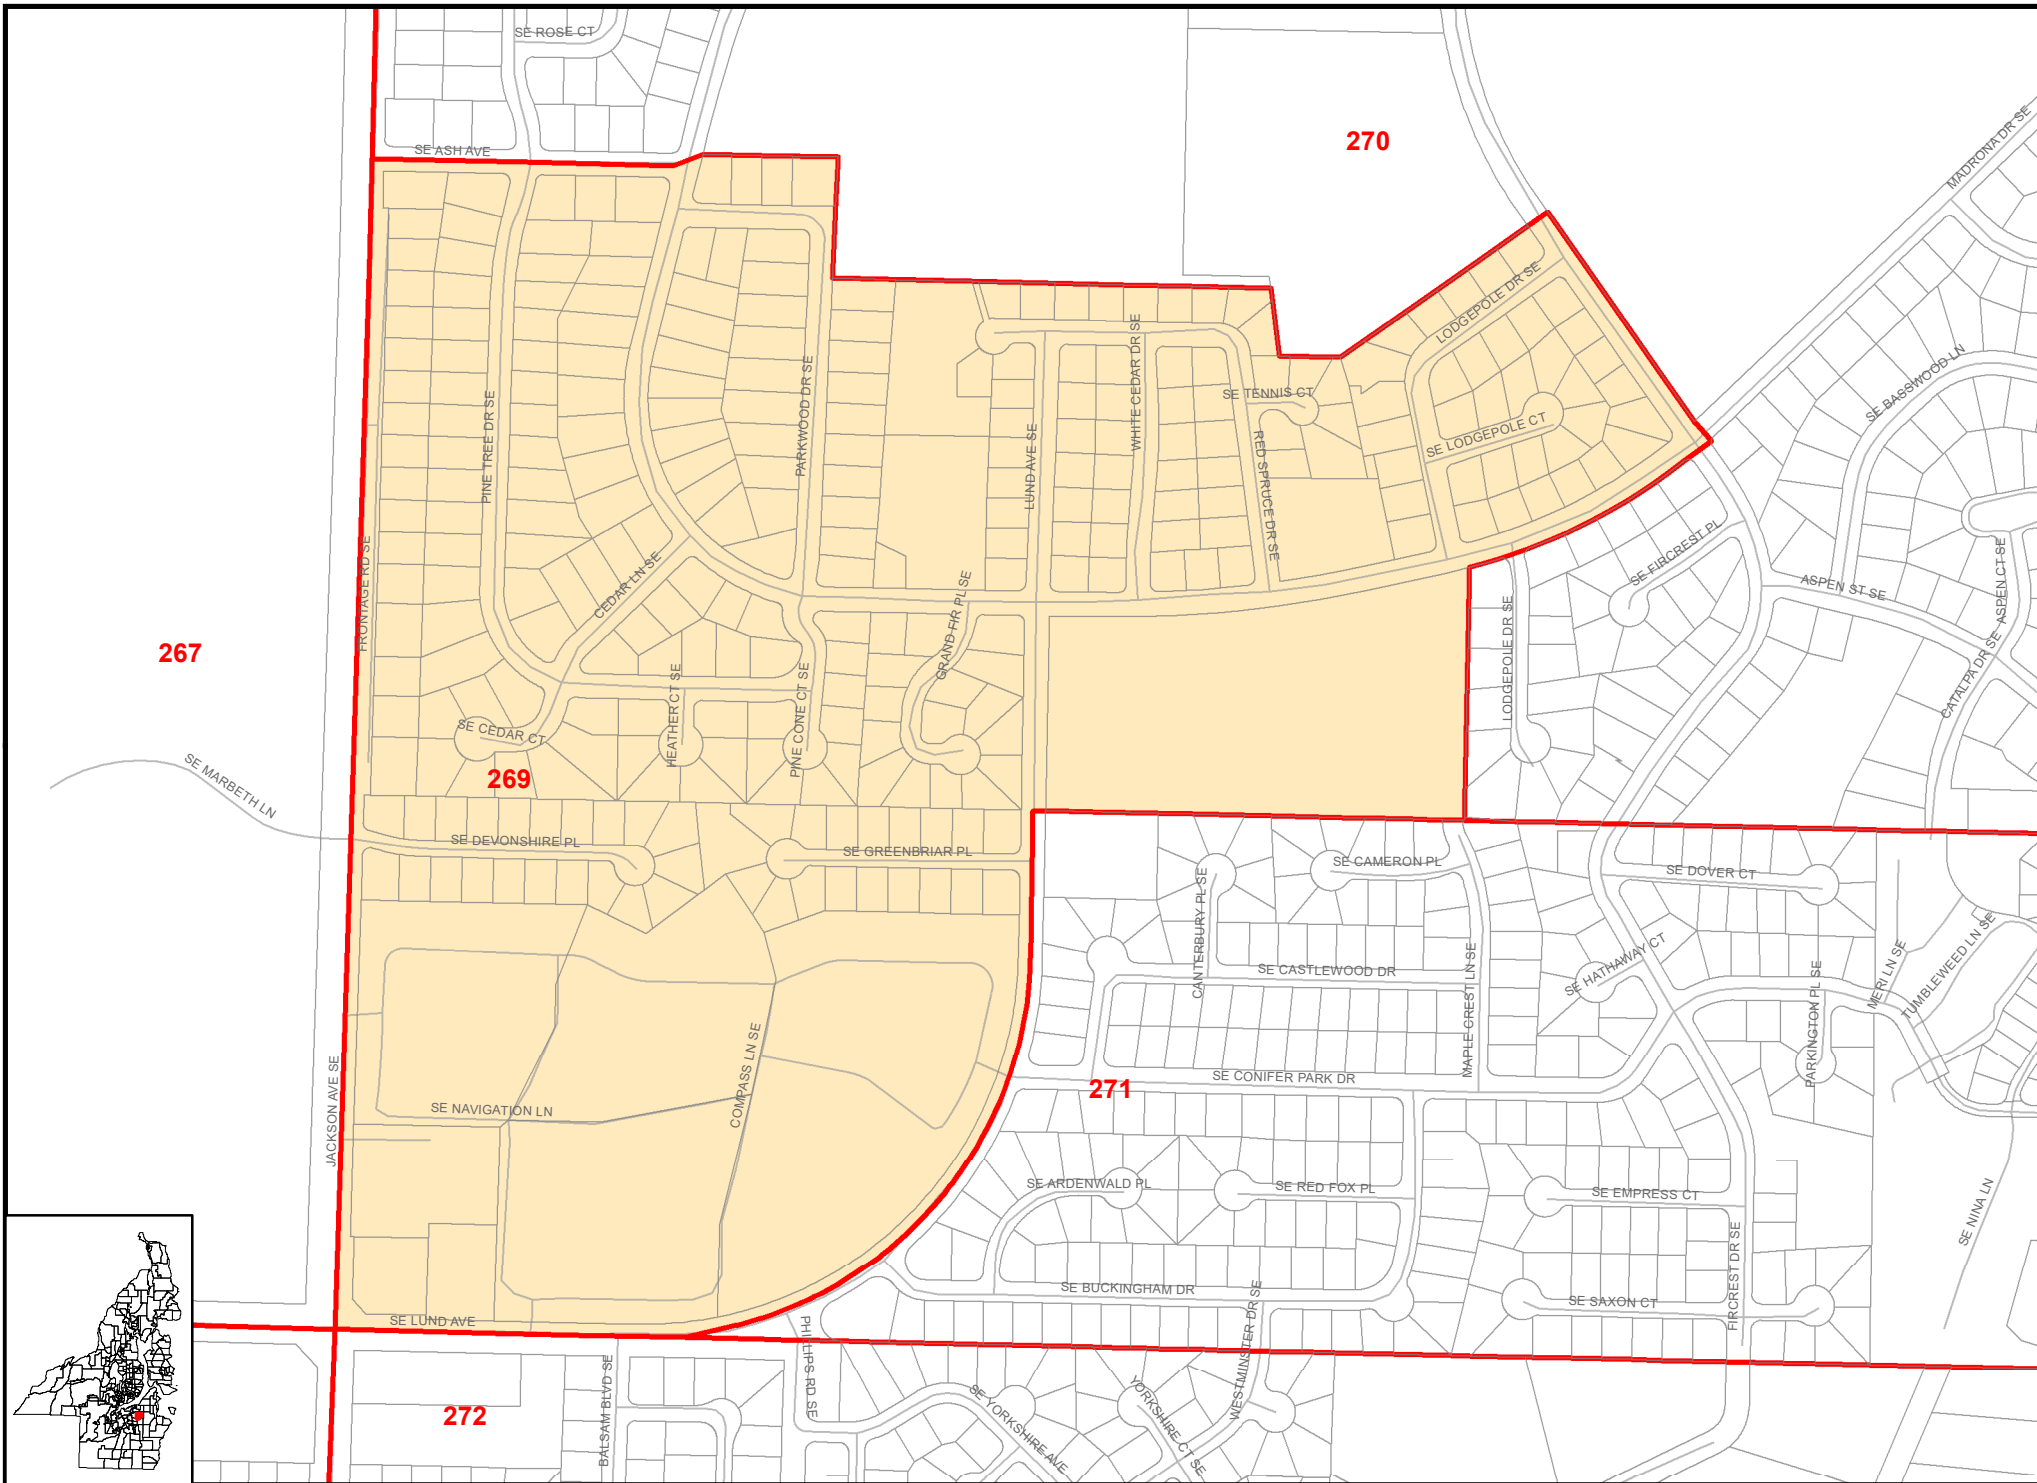 SE ROSE CT
270
MADRONA DR SE
SE ASH AVE
LODGEPOLE DR SE
WHITE CEDAR DR SE
SE BASSWOOD LN
PARKWOOD DR SE
PINE TREE DR SE
SE TENNIS CT
SE LODGEPOLE CT
LUND AVE SE
RED SPRUCE DR SE
SE FIRCREST PL
FRONTAGE RD SE
CEDAR LN SE
GRAND FIR PL SE
ASPEN ST SE
ASPEN CT SE
267
LODGEPOLE DR SE
CATALPA DR SE
HEATHER CT SE
PINE CONE CT SE
SE CEDAR CT
269
SE MARBETH LN
SE DEVONSHIRE PL
SE GREENBRIAR PL
SE CAMERON PL
SE DOVER CT
CANTERBURY PL SE
SE HATHAWAY CT
SE CASTLEWOOD DR
MAPLE CREST LN SE
PARKINGTON PL SE
MERI LN SE
TUMBLEWEED LN SE
COMPASS LN SE
JACKSON AVE SE
SE NAVIGATION LN
SE CONIFER PARK DR
271
SE ARDENWALD PL
SE RED FOX PL
SE EMPRESS CT
SE NINA LN
SE BUCKINGHAM DR
WESTMINSTER DR SE
SE SAXON CT
FIRCREST DR SE
SE LUND AVE
PHILLIPS RD SE
BALSAM BLVD SE
272
SE YORKSHIRE AVE
YORKSHIRE CT SE